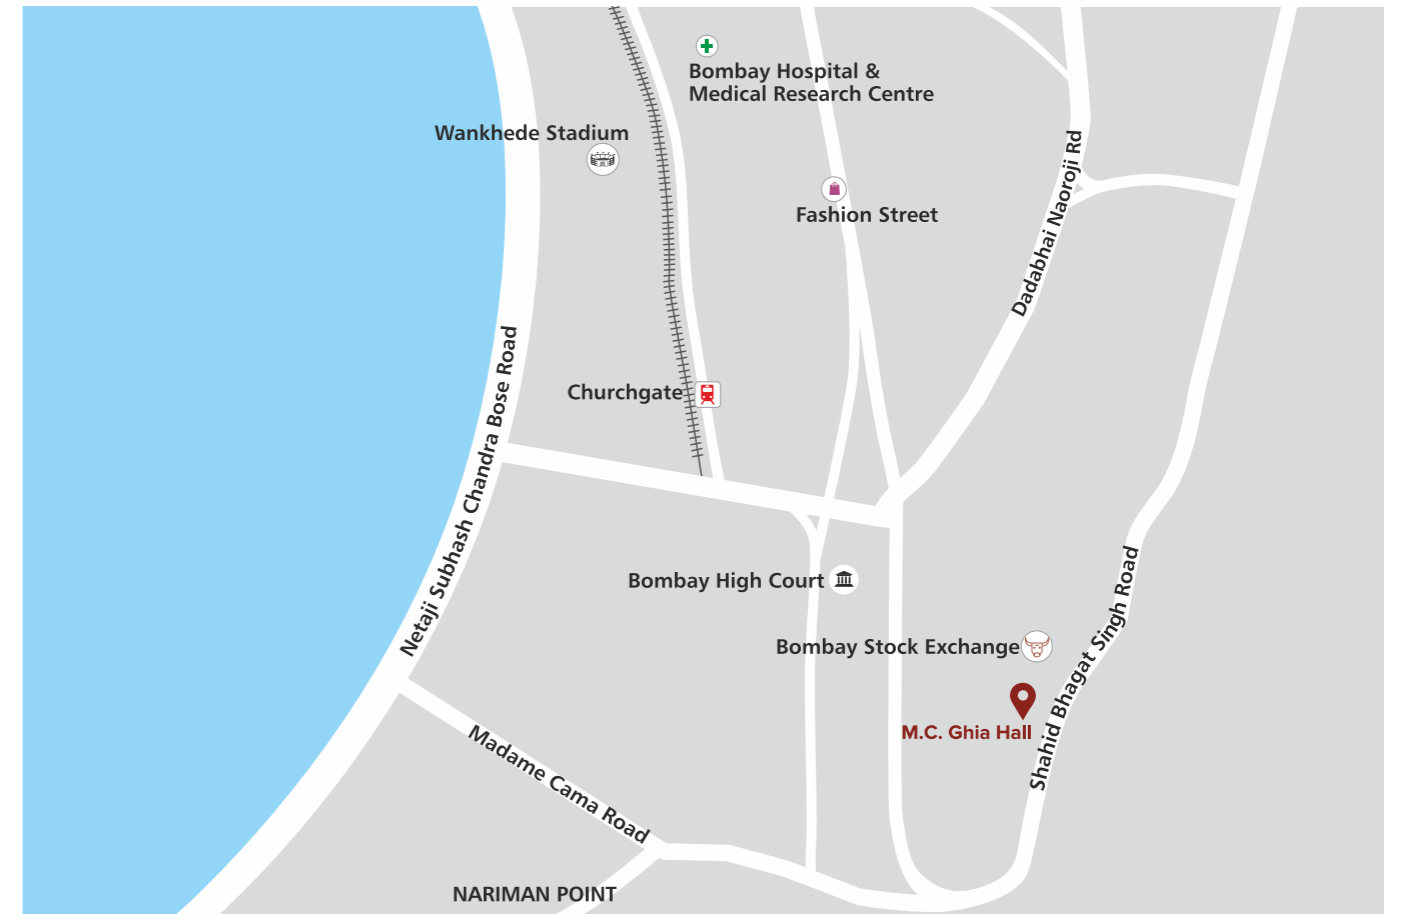 Bombay Hospital &
Medical Research Centre
Wankhede Stadium
Dadabhai Naoroji Rd
Fashion Street
Netaji Subhash Chandra Bose Road
Churchgate
Bombay High Court
Shahid Bhagat Singh Road
Bombay Stock Exchange
M.C. Ghia Hall
Madame Cama Road
NARIMAN POINT